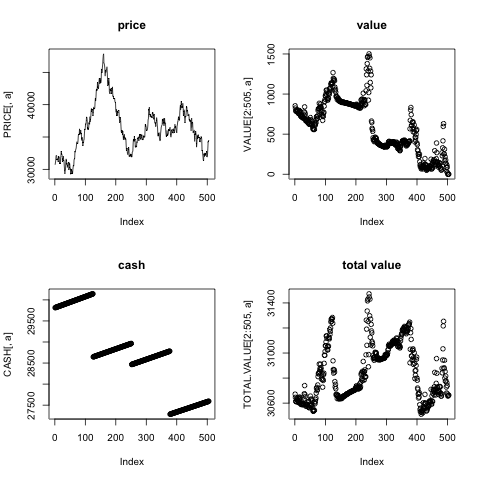 price
PRICE[, a]
30000 40000
0 100 200 300 400 500
Index
value
VALUE[2:505, a]
0 500 1000 1500
0 100 200 300 400 500
Index
cash
CASH[, a]
27500 28500 29500
0 100 200 300 400 500
Index
total value
TOTAL.VALUE[2:505, a]
30600 31000 31400
0 100 200 300 400 500
Index